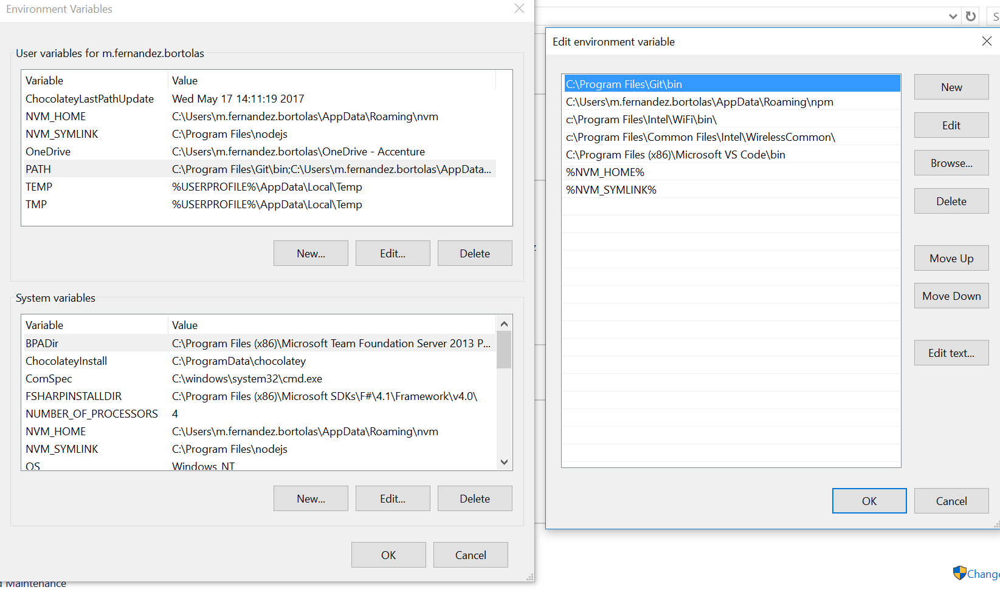 Environment Variables
User variables for m.fernandez.bortolas
Variable Value
ChocolateyLastPathUpdate Wed May 17 14:11:19 2017
NVM_HOME C:\Users\m.fernandez.bortolas\AppData\Roaming\nvm
NVM_SYMLINK C:\Program Files\nodejs
OneDrive C:\Users\m.fernandez.bortolas\OneDrive - Accenture
PATH C:\Program Files\Git\bin;C:\Users\m.fernandez.bortolas\AppData...
TEMP %USERPROFILE%\AppData\Local\Temp
TMP %USERPROFILE%\AppData\Local\Temp
New... Edit... Delete
System variables
Variable Value
BPADir C:\Program Files (x86)\Microsoft Team Foundation Server 2013 P...
ChocolateyInstall C:\ProgramData\chocolatey
ComSpec C:\windows\system32\cmd.exe
FSHARPINSTALLDIR C:\Program Files (x86)\Microsoft SDKs\F#\4.1\Framework\v4.0\
NUMBER_OF_PROCESSORS 4
NVM_HOME C:\Users\m.fernandez.bortolas\AppData\Roaming\nvm
NVM_SYMLINK C:\Program Files\nodejs
OS Windows_NT
New... Edit... Delete
OK Cancel
Maintenance
Edit environment variable
C:\Program Files\Git\bin
C:\Users\m.fernandez.bortolas\AppData\Roaming\npm
c:\Program Files\Intel\WiFi\bin\
c:\Program Files\Common Files\Intel\WirelessCommon\
C:\Program Files (x86)\Microsoft VS Code\bin
%NVM_HOME%
%NVM_SYMLINK%
New
Edit
Browse...
Delete
Move Up
Move Down
Edit text...
OK Cancel
Change